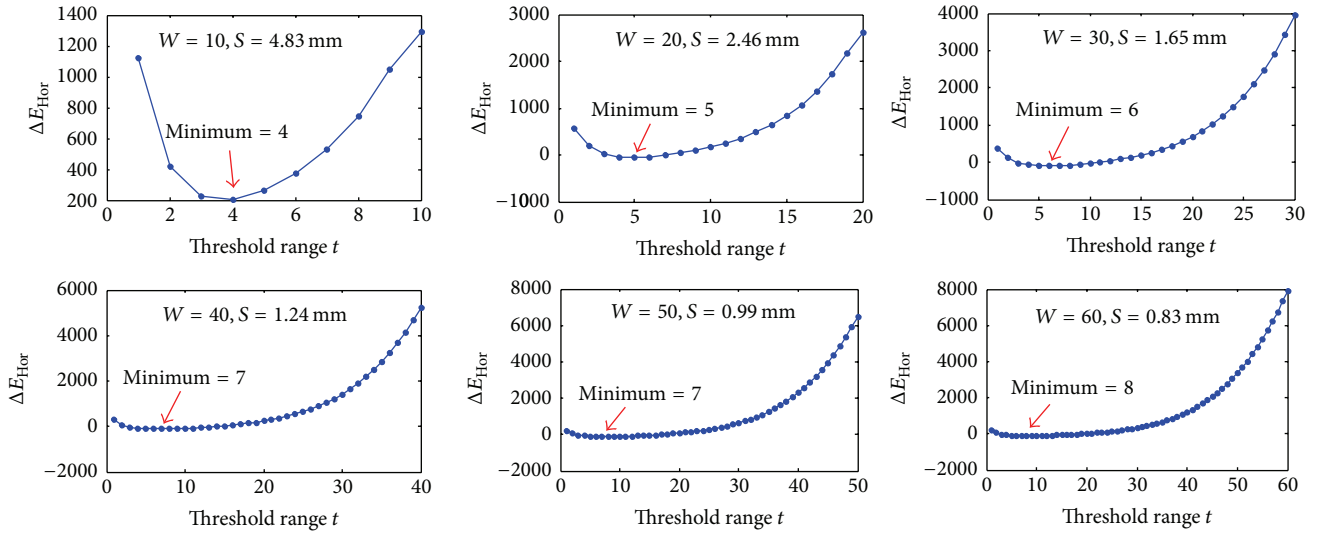 1400
1200
1000
800
600
400
200
0 2 4 6 8 10
ΔE_Hor
W = 10, S = 4.83 mm
Minimum = 4
Threshold range t
3000
2000
1000
0
−1000
0 5 10 15 20
ΔE_Hor
W = 20, S = 2.46 mm
Minimum = 5
Threshold range t
4000
3000
2000
1000
0
−1000
0 5 10 15 20 25 30
ΔE_Hor
W = 30, S = 1.65 mm
Minimum = 6
Threshold range t
6000
4000
2000
0
−2000
0 10 20 30 40
ΔE_Hor
W = 40, S = 1.24 mm
Minimum = 7
Threshold range t
8000
6000
4000
2000
0
−2000
0 10 20 30 40 50
ΔE_Hor
W = 50, S = 0.99 mm
Minimum = 7
Threshold range t
8000
6000
4000
2000
0
−2000
0 10 20 30 40 50 60
ΔE_Hor
W = 60, S = 0.83 mm
Minimum = 8
Threshold range t